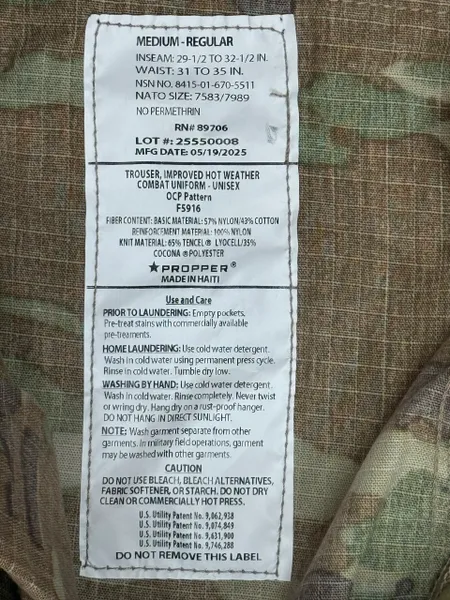 MEDIUM - REGULAR
INSEAM: 29-1/2 TO 32-1/2 IN.
WAIST: 31 TO 35 IN.
NSN NO. 8415-01-670-5511
NATO SIZE: 7583/7989
NO PERMETHRIN
RN# 89706
LOT #: 25550008
MFG DATE: 05/19/2025
TROUSER, IMPROVED HOT WEATHER
COMBAT UNIFORM - UNISEX
OCP Pattern
F5916
FIBER CONTENT: BASIC MATERIAL: 57% NYLON/43% COTTON
REINFORCEMENT MATERIAL: 100% NYLON
KNIT MATERIAL: 65% TENCEL® LYOCELL/35%
COCONA ® POLYESTER
★PROPPER®
MADE IN HAITI
Use and Care
PRIOR TO LAUNDERING: Empty pockets.
Pre-treat stains with commercially available
pre-treaments.
HOME LAUNDERING: Use cold water detergent.
Wash in cold water using permanent press cycle.
Rinse in cold water. Tumble dry low.
WASHING BY HAND: Use cold water detergent.
Wash in cold water. Rinse completely. Never twist
or wring dry. Hang dry on a rust-proof hanger.
DO NOT HANG IN DIRECT SUNLIGHT.
NOTE: Wash garment separate from other
garments. In military field operations, garment
may be washed with other garments.
CAUTION
DO NOT USE BLEACH, BLEACH ALTERNATIVES,
FABRIC SOFTENER, OR STARCH. DO NOT DRY
CLEAN OR COMMERCIALLY HOT PRESS.
U.S. Utility Patent No. 9,062,938
U.S. Utility Patent No. 9,074,849
U.S. Utility Patent No. 9,631,900
U.S. Utility Patent No. 9,746,288
DO NOT REMOVE THIS LABEL